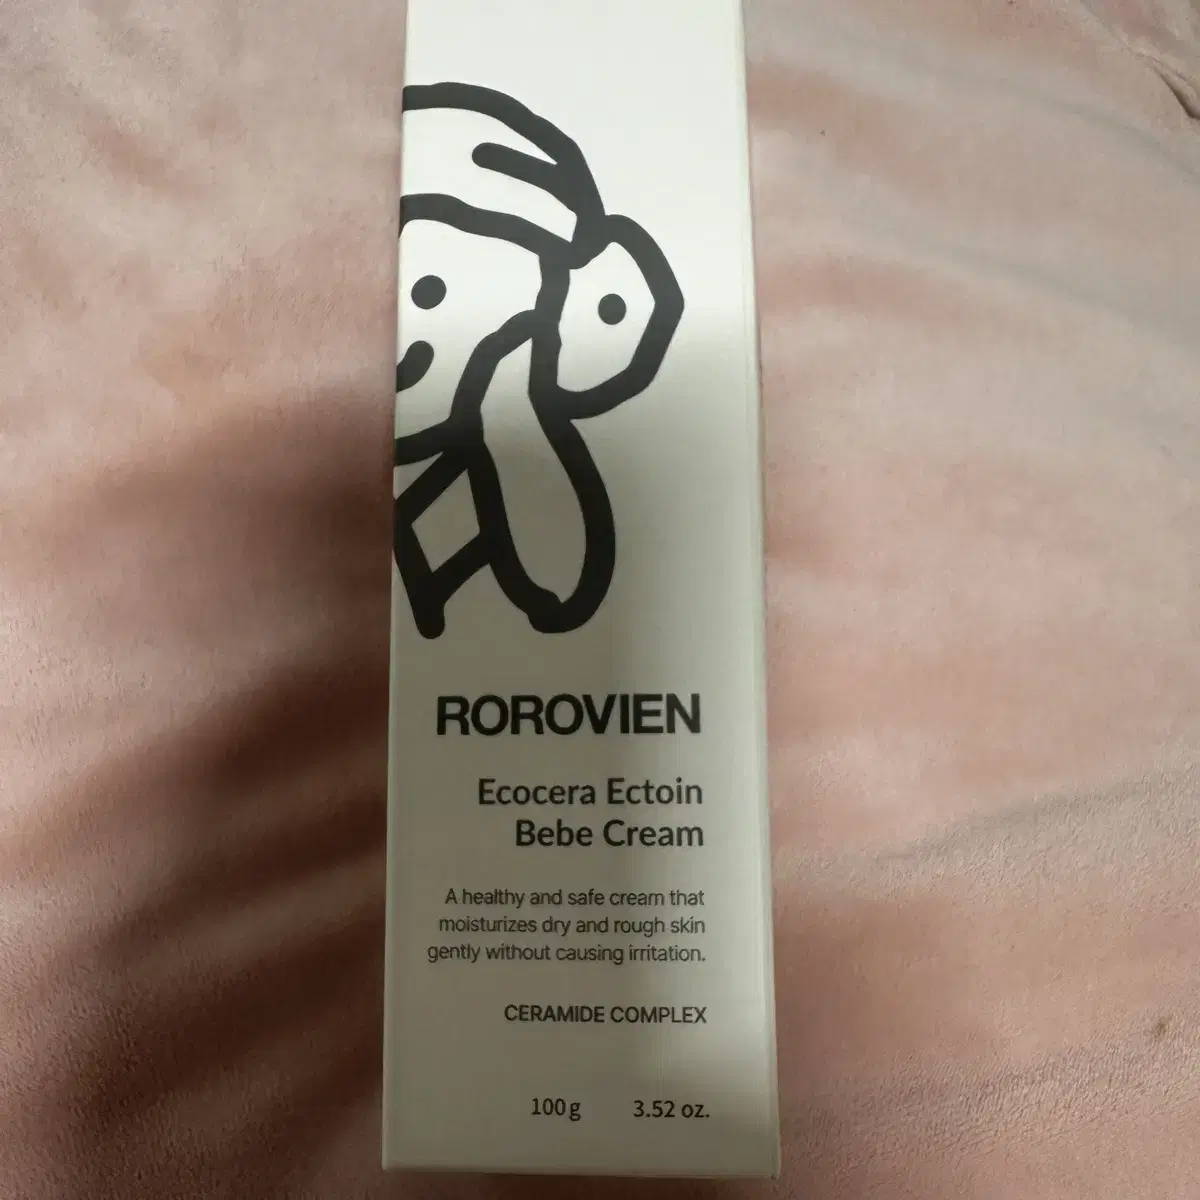 ROROVIEN
Ecocera Ectoin
Bebe Cream
A healthy and safe cream that
moisturizes dry and rough skin
gently without causing irritation.
CERAMIDE COMPLEX
100 g 3.52 oz.